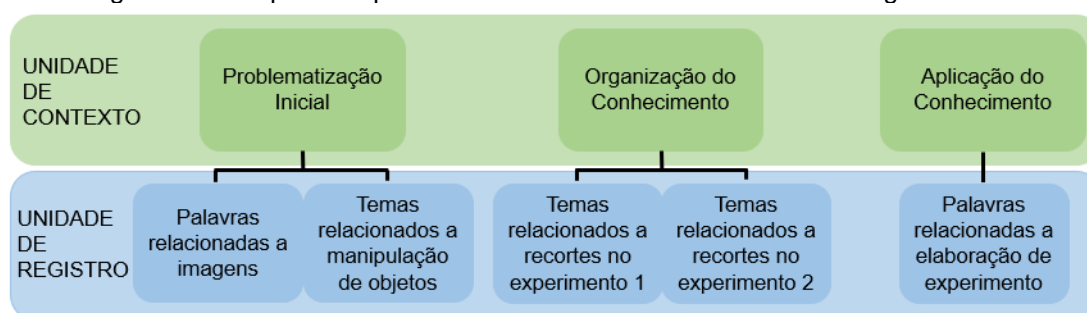 UNIDADE
DE
CONTEXTO
Problematização
Inicial
Organização do
Conhecimento
Aplicação do
Conhecimento
UNIDADE
DE
REGISTRO
Palavras
relacionadas a
imagens
Temas
relacionados a
manipulação
de objetos
Temas
relacionados a
recortes no
experimento 1
Temas
relacionados a
recortes no
experimento 2
Palavras
relacionadas a
elaboração de
experimento